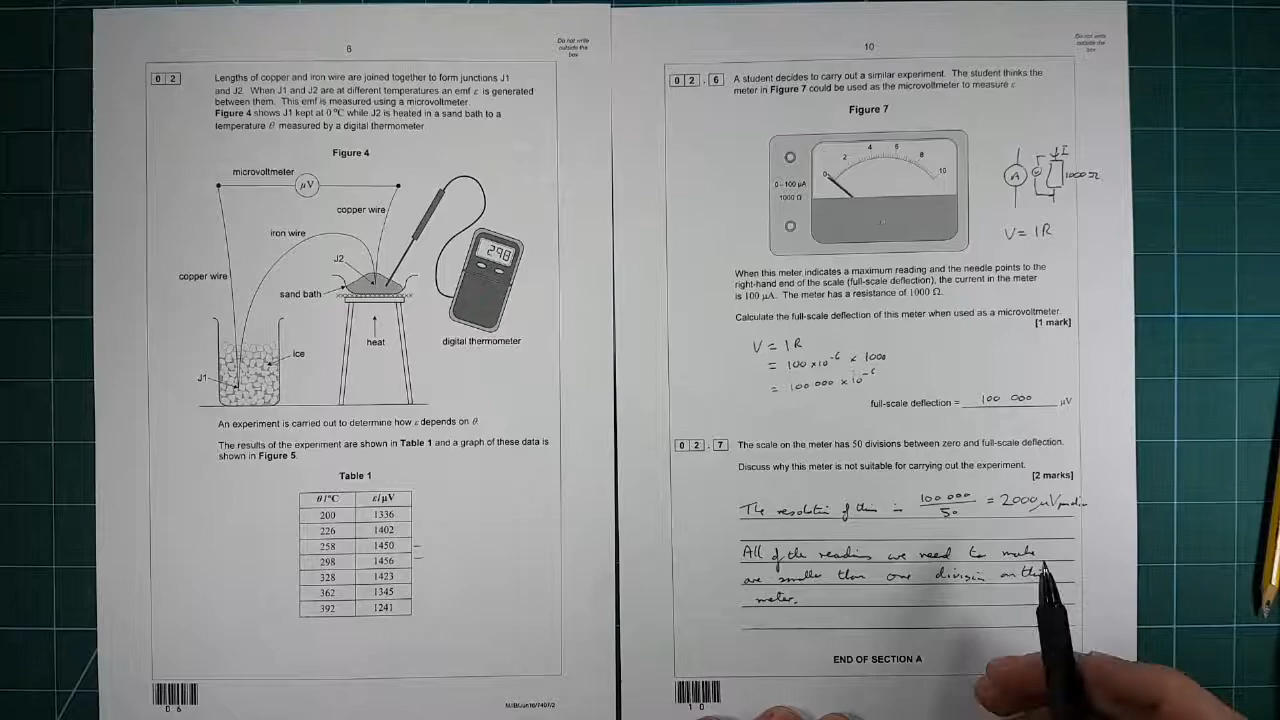 6
Do not write
outside the
box
0 2
Lengths of copper and iron wire are joined together to form junctions J1
and J2. When J1 and J2 are at different temperatures an emf ε is generated
between them. This emf is measured using a microvoltmeter.
Figure 4 shows J1 kept at 0 °C while J2 is heated in a sand bath to a
temperature θ measured by a digital thermometer
Figure 4
microvoltmeter
μV
copper wire
iron wire
J2
298
copper wire
sand bath
heat
digital thermometer
ice
J1
An experiment is carried out to determine how ε depends on θ.
The results of the experiment are shown in Table 1 and a graph of these data is
shown in Figure 5.
Table 1
θ/°C ε/μV
200 1336
226 1402
258 1450
298 1456
328 1423
362 1345
392 1241
0 6
10
Do not write
outside the
box
0 2 . 6
A student decides to carry out a similar experiment. The student thinks the
meter in Figure 7 could be used as the microvoltmeter to measure ε
Figure 7
0 2 4 6 8 10
0–100 μA
1000 Ω
A
I
1000 Ω
V = IR
When this meter indicates a maximum reading and the needle points to the
right-hand end of the scale (full-scale deflection), the current in the meter
is 100 μA. The meter has a resistance of 1000 Ω.
Calculate the full-scale deflection of this meter when used as a microvoltmeter.
[1 mark]
V = IR
= 100 × 10⁻⁶ × 1000
= 100 000 × 10⁻⁶
full-scale deflection = 100 000 μV
0 2 . 7
The scale on the meter has 50 divisions between zero and full-scale deflection.
Discuss why this meter is not suitable for carrying out the experiment.
[2 marks]
The resolution of this is 100 000 / 50 = 2000 μV
All of the readings we need to make
are smaller than one division on this
meter.
END OF SECTION A
1 0